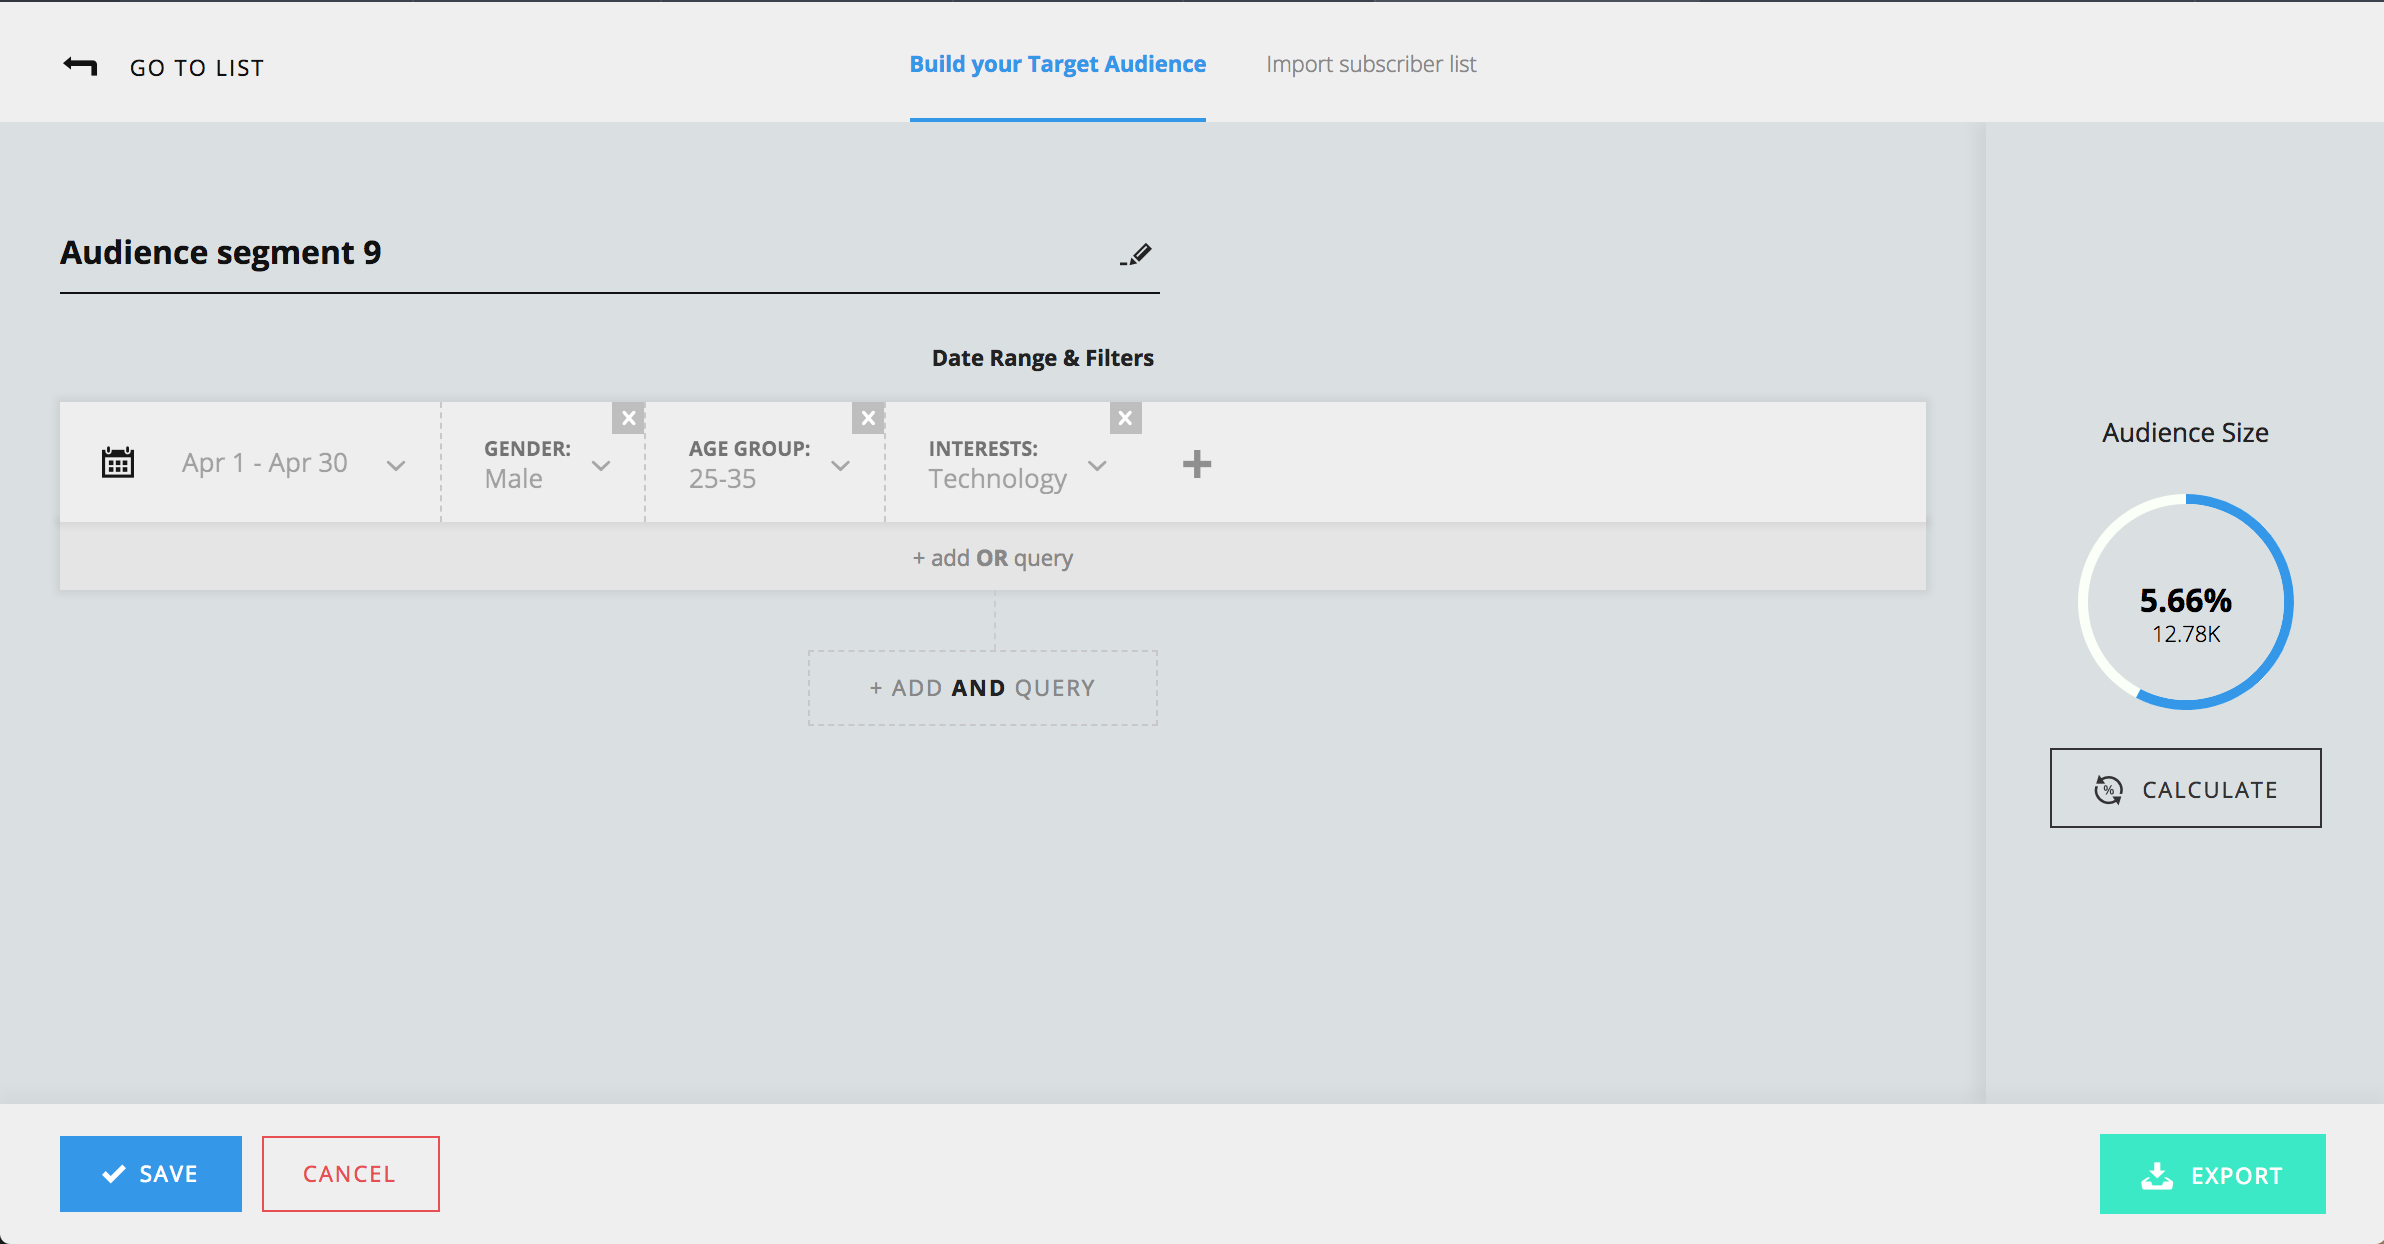 GO TO LIST
Build your Target Audience
Import subscriber list
Audience segment 9
Date Range & Filters
Apr 1 - Apr 30
GENDER:
Male
AGE GROUP:
25-35
INTERESTS:
Technology
+ add OR query
+ ADD AND QUERY
Audience Size
5.66%
12.78K
% CALCULATE
SAVE
CANCEL
EXPORT